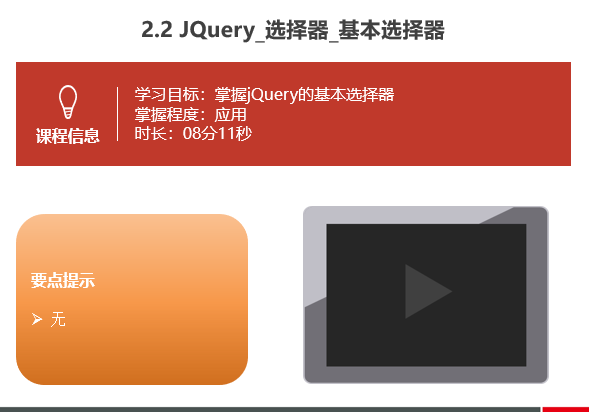 2.2 JQuery_选择器_基本选择器
课程信息
学习目标：掌握jQuery的基本选择器
掌握程度：应用
时长：08分11秒
要点提示
➢ 无